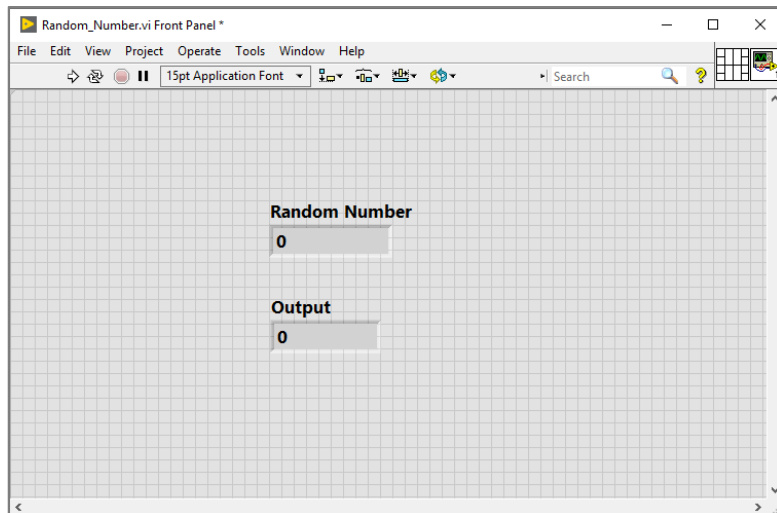 Random_Number.vi Front Panel *
File Edit View Project Operate Tools Window Help
15pt Application Font Search ?
Random Number
0
Output
0